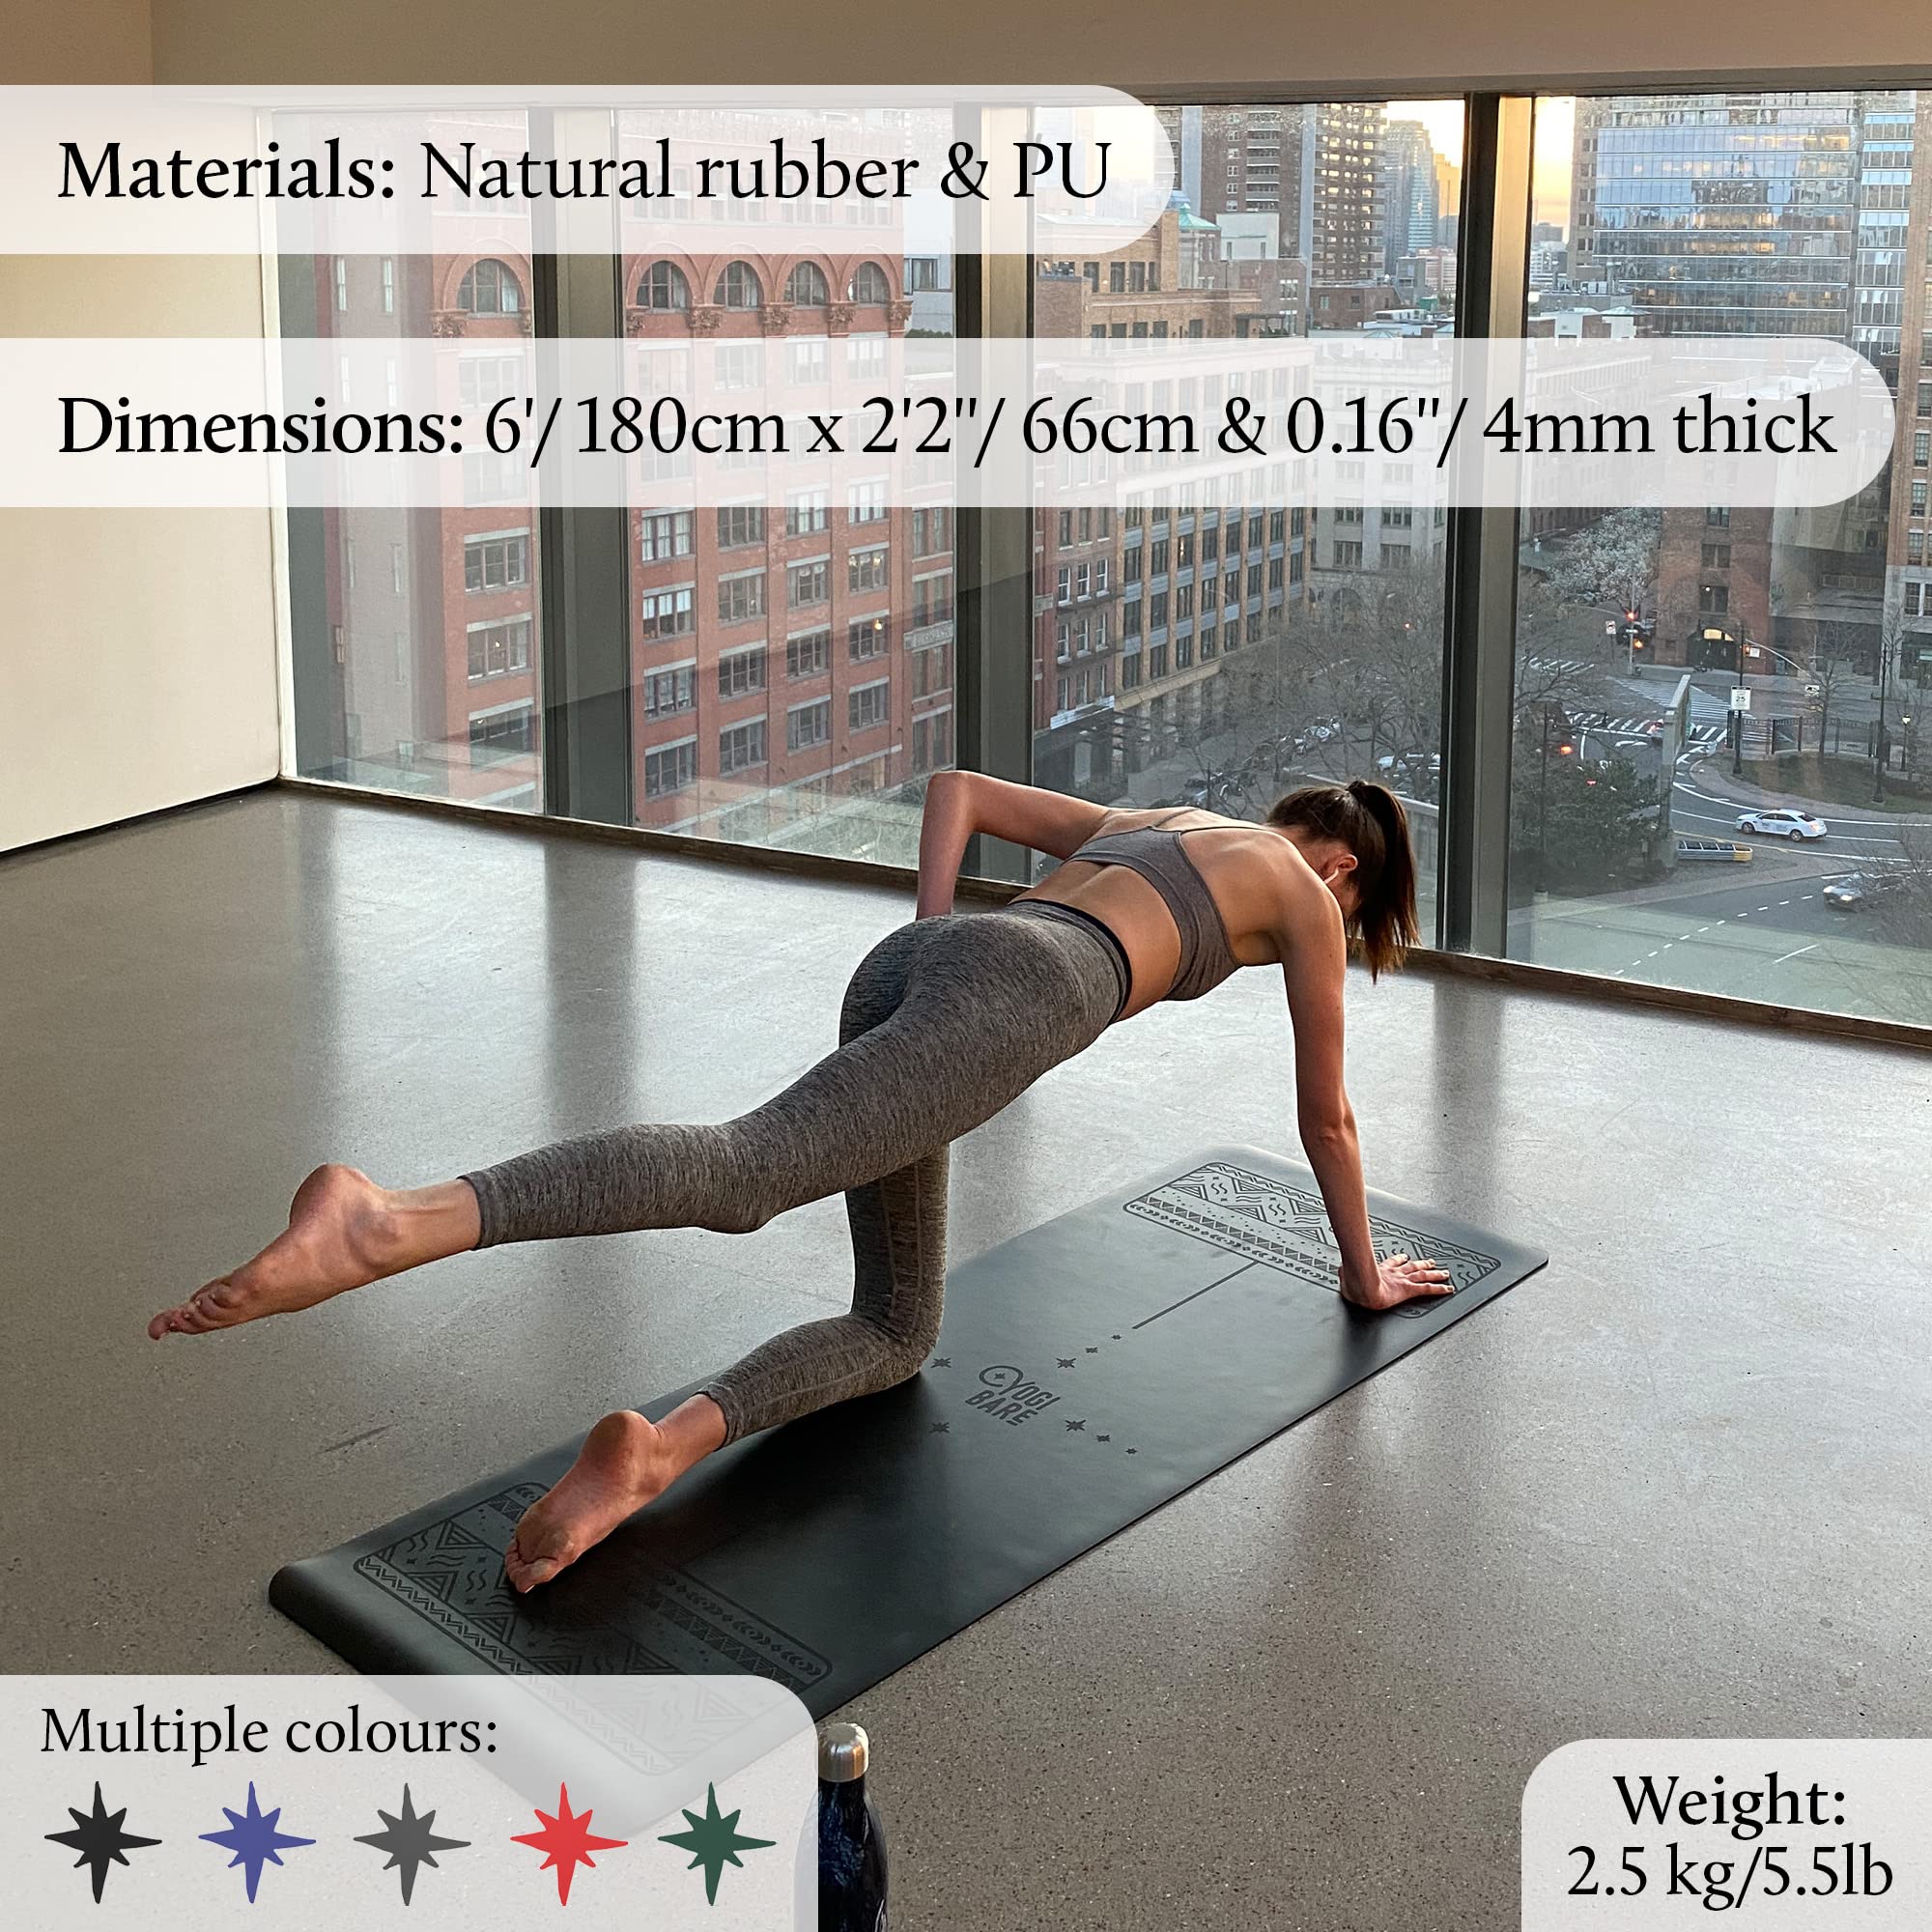 Materials: Natural rubber & PU
Dimensions: 6'/ 180cm x 2'2"/ 66cm & 0.16"/ 4mm thick
YOGI
BARE
Multiple colours:
Weight:
2.5 kg/5.5lb